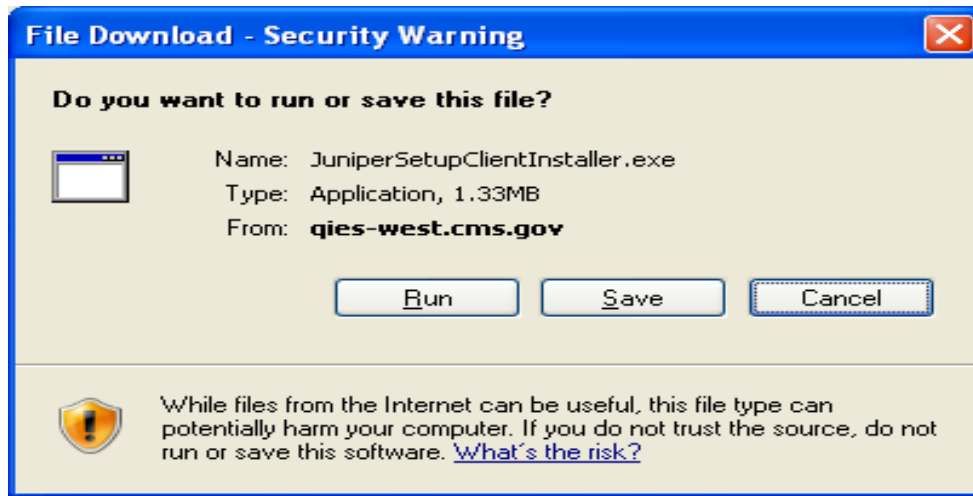 File Download - Security Warning
Do you want to run or save this file?
Name: JuniperSetupClientInstaller.exe
Type: Application, 1.33MB
From: qies-west.cms.gov
Run Save Cancel
While files from the Internet can be useful, this file type can
potentially harm your computer. If you do not trust the source, do not
run or save this software. What's the risk?